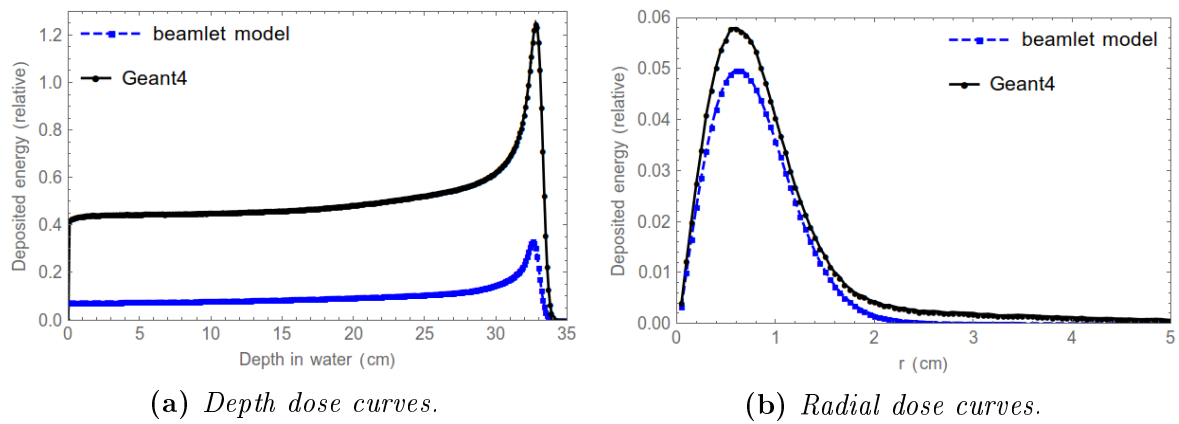 beamlet model
Geant4
Deposited energy (relative)
1.2
1.0
0.8
0.6
0.4
0.2
0.0
0 5 10 15 20 25 30 35
Depth in water (cm)
(a) Depth dose curves.
beamlet model
Geant4
Deposited energy (relative)
0.06
0.05
0.04
0.03
0.02
0.01
0.00
0 1 2 3 4 5
r (cm)
(b) Radial dose curves.